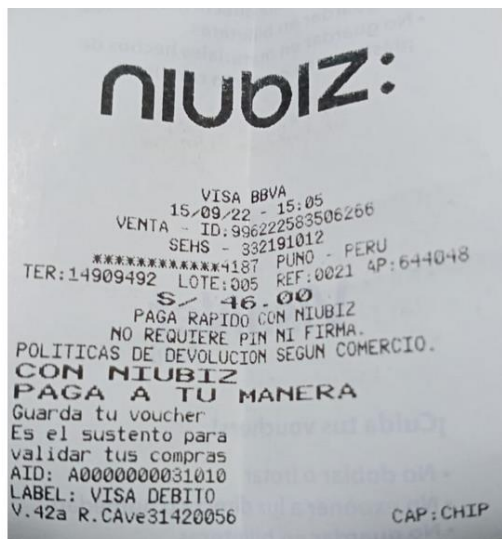 niubiz:
VISA BBVA
15/09/22 - 15:05
VENTA - ID:996222583506266
SEHS - 332191012
************4187 PUNO - PERU
TER:14909492 LOTE:005 REF:0021 AP:644048
S/ 46.00
PAGA RAPIDO CON NIUBIZ
NO REQUIERE PIN NI FIRMA.
POLITICAS DE DEVOLUCION SEGUN COMERCIO.
CON NIUBIZ
PAGA A TU MANERA
Guarda tu voucher
Es el sustento para
validar tus compras
AID: A0000000031010
LABEL: VISA DEBITO
V.42a R.CAve31420056 CAP:CHIP